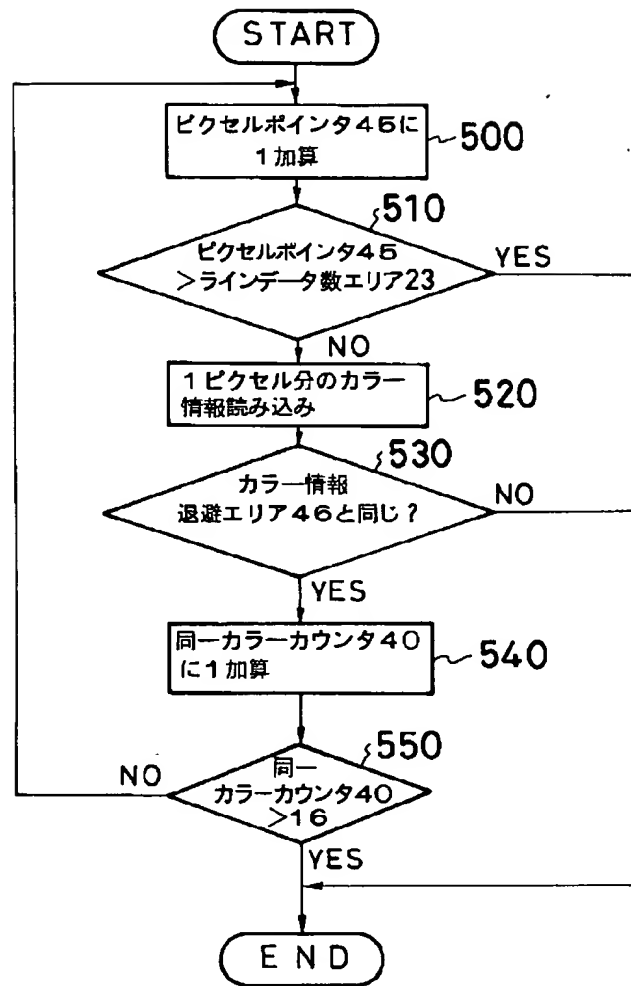 START
ピクセルポインタ45に
1加算
500
510
ピクセルポインタ45
>ラインデータ数エリア23
YES
NO
1ピクセル分のカラー
情報読み込み
520
530
カラー情報
退避エリア46と同じ?
NO
YES
同一カラーカウンタ40
に1加算
540
550
同一
カラーカウンタ40
>16
NO
YES
END